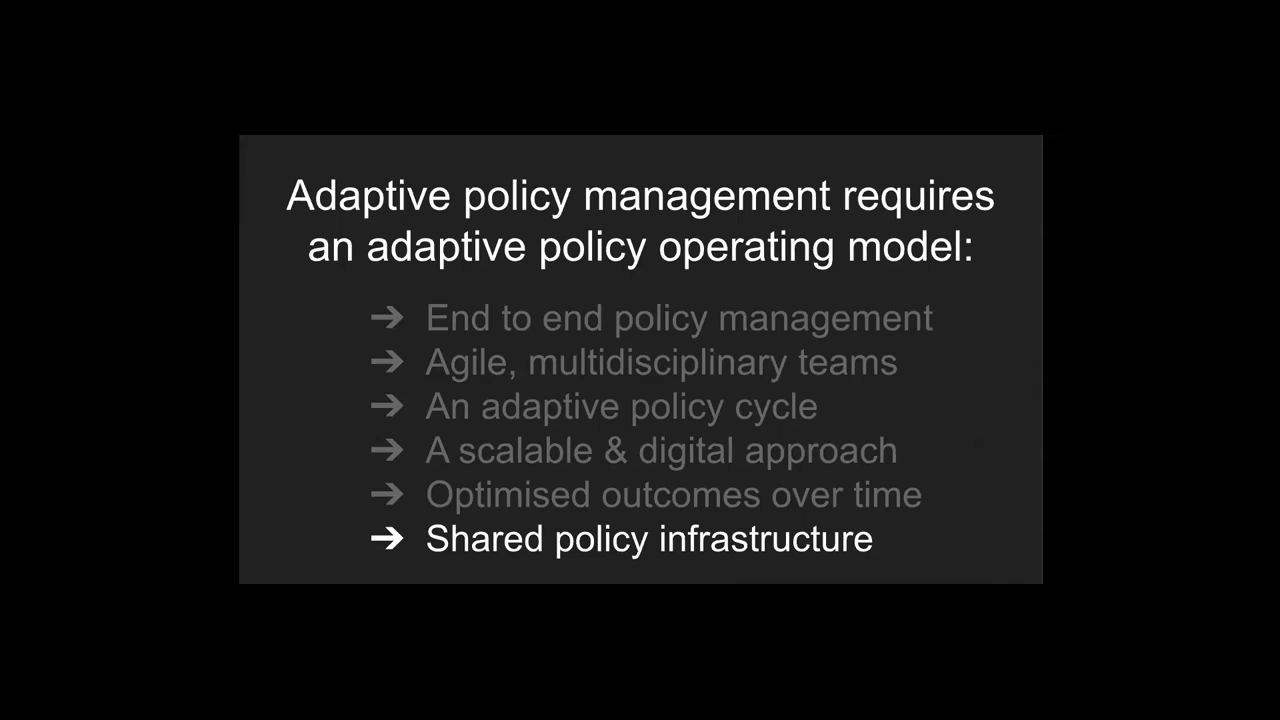 Adaptive policy management requires
an adaptive policy operating model:
➔ End to end policy management
➔ Agile, multidisciplinary teams
➔ An adaptive policy cycle
➔ A scalable & digital approach
➔ Optimised outcomes over time
➔ Shared policy infrastructure